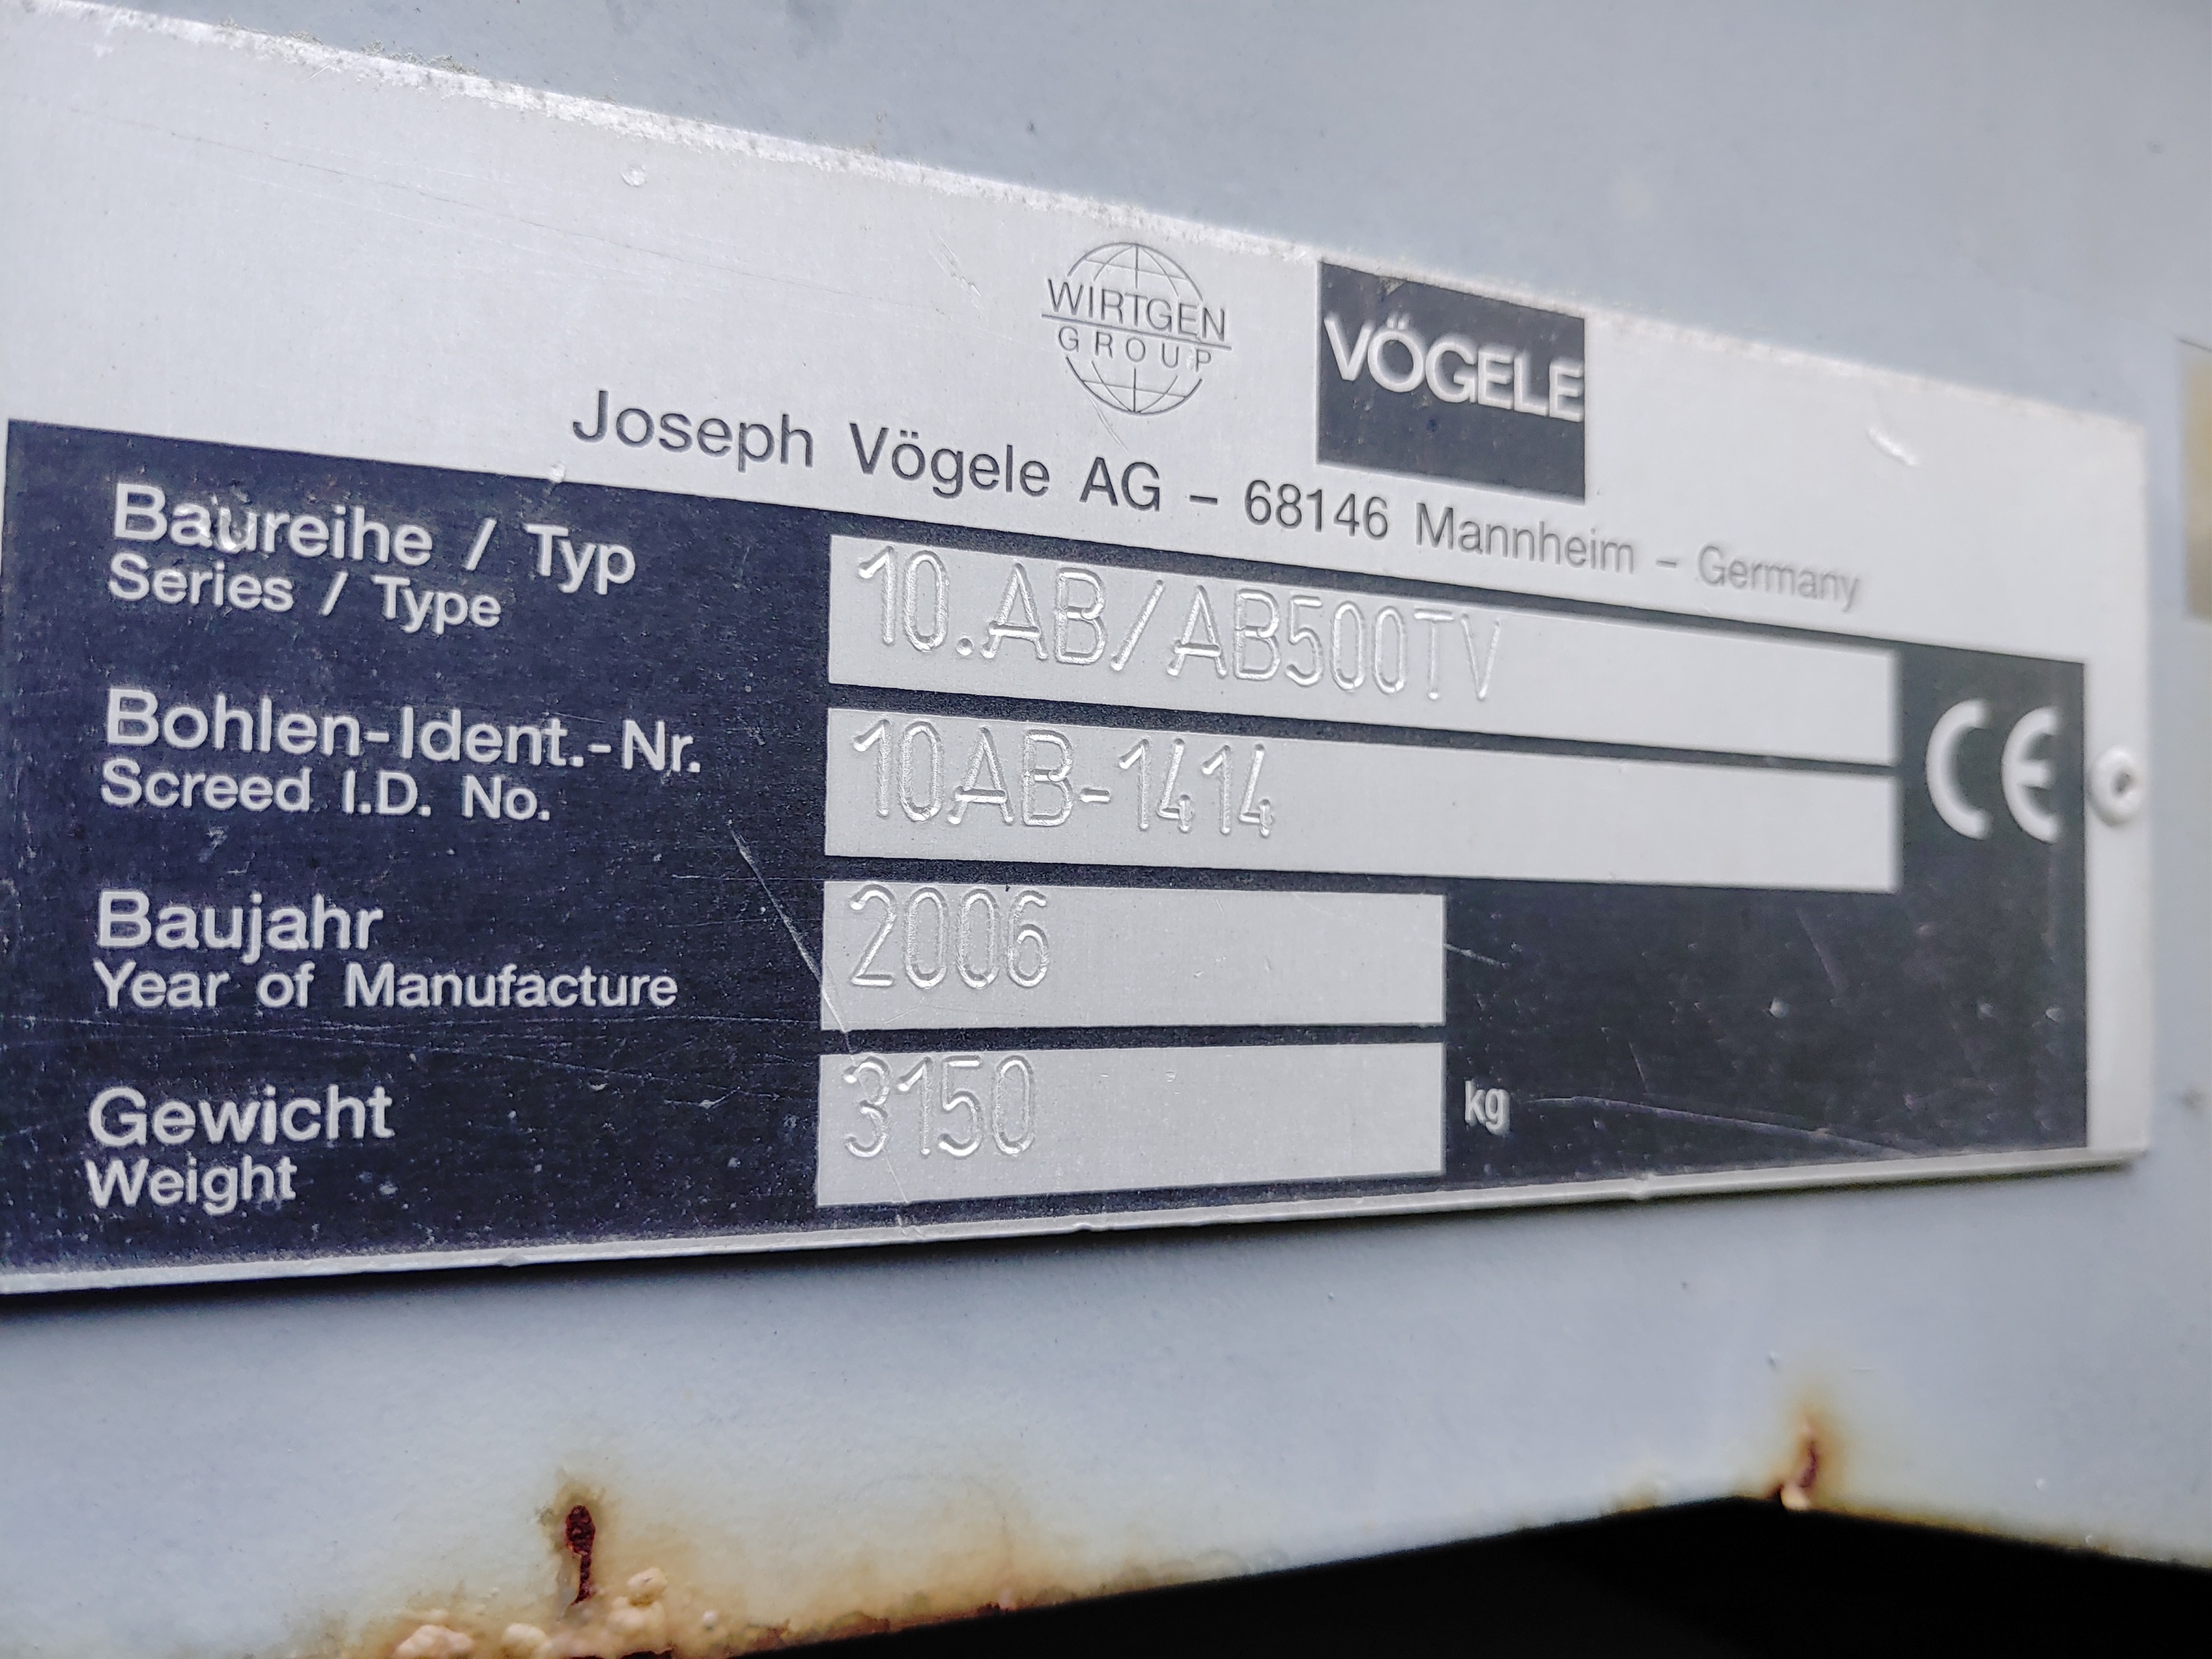 WIRTGEN
GROUP
VÖGELE
Joseph Vögele AG – 68146 Mannheim – Germany
Baureihe / Typ
Series / Type
10.AB/AB500TV
Bohlen-Ident.-Nr.
Screed I.D. No.
10AB-1414
CE
Baujahr
Year of Manufacture
2006
Gewicht
Weight
3150 kg